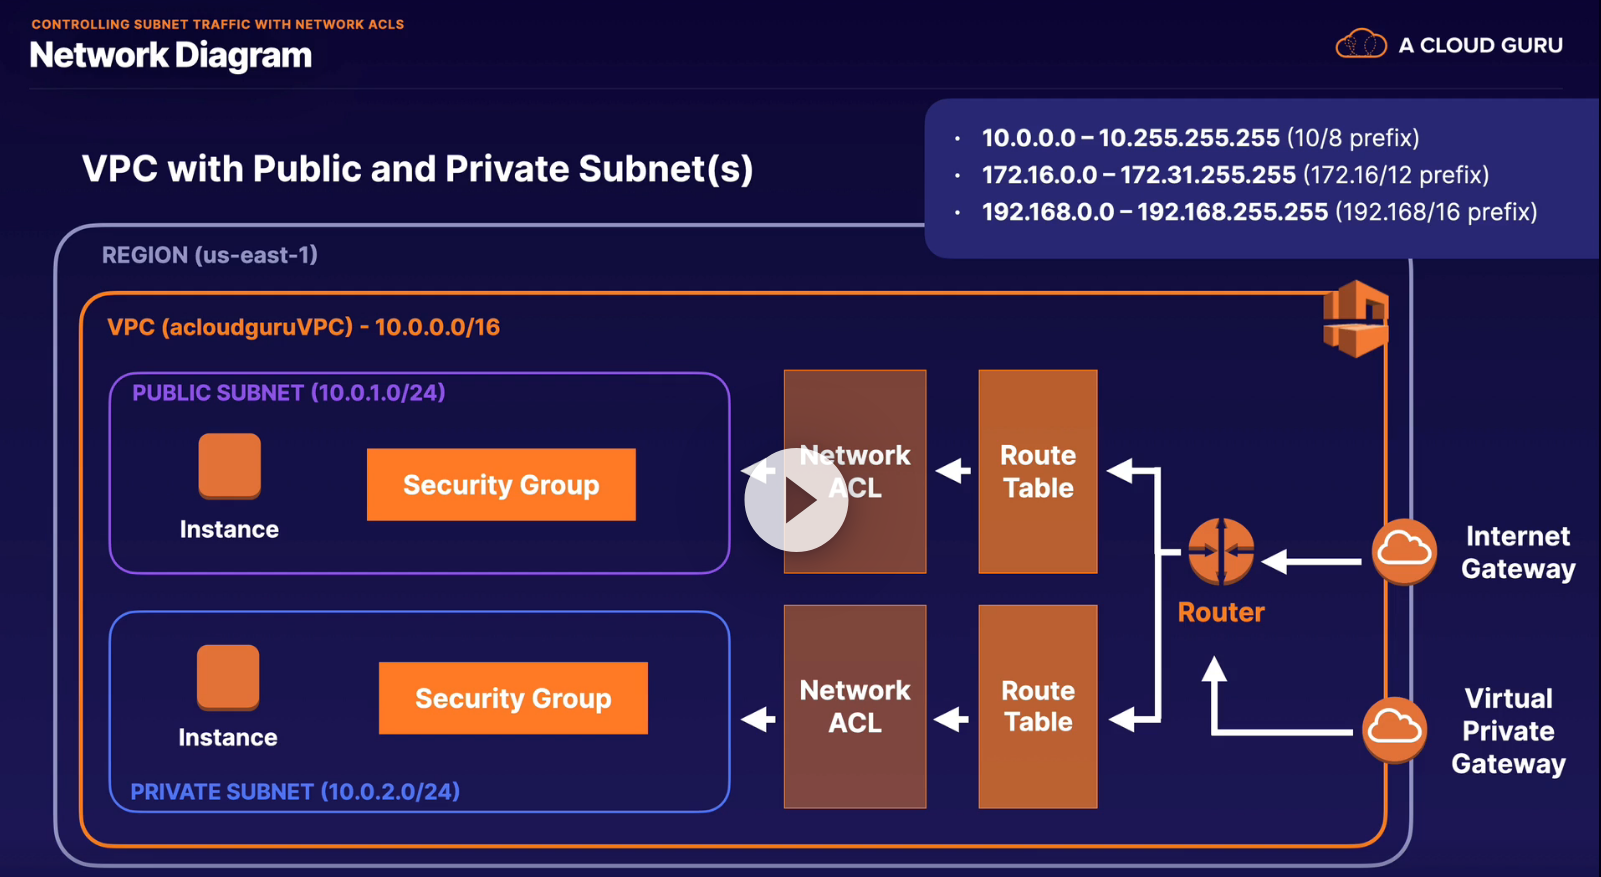 CONTROLLING SUBNET TRAFFIC WITH NETWORK ACLS
Network Diagram
A CLOUD GURU
· 10.0.0.0 – 10.255.255.255 (10/8 prefix)
· 172.16.0.0 – 172.31.255.255 (172.16/12 prefix)
· 192.168.0.0 – 192.168.255.255 (192.168/16 prefix)
VPC with Public and Private Subnet(s)
REGION (us-east-1)
VPC (acloudguruVPC) - 10.0.0.0/16
PUBLIC SUBNET (10.0.1.0/24)
Instance
Security Group
Network
ACL
Route
Table
Router
Internet
Gateway
Instance
Security Group
PRIVATE SUBNET (10.0.2.0/24)
Network
ACL
Route
Table
Virtual
Private
Gateway